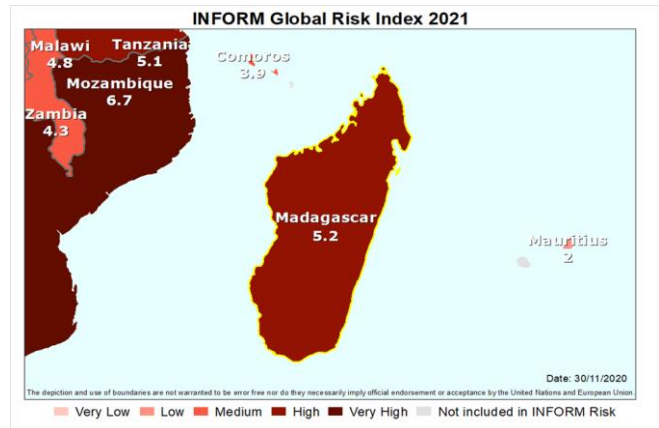 INFORM Global Risk Index 2021
Malawi
4.8
Tanzania
5.1
Comoros
3.9
Mozambique
6.7
Zambia
4.3
Madagascar
5.2
Mauritius
2
Date: 30/11/2020
The depiction and use of boundaries are not warranted to be error free nor do they necessarily imply official endorsement or acceptance by the United Nations and European Union
Very Low Low Medium High Very High Not included in INFORM Risk